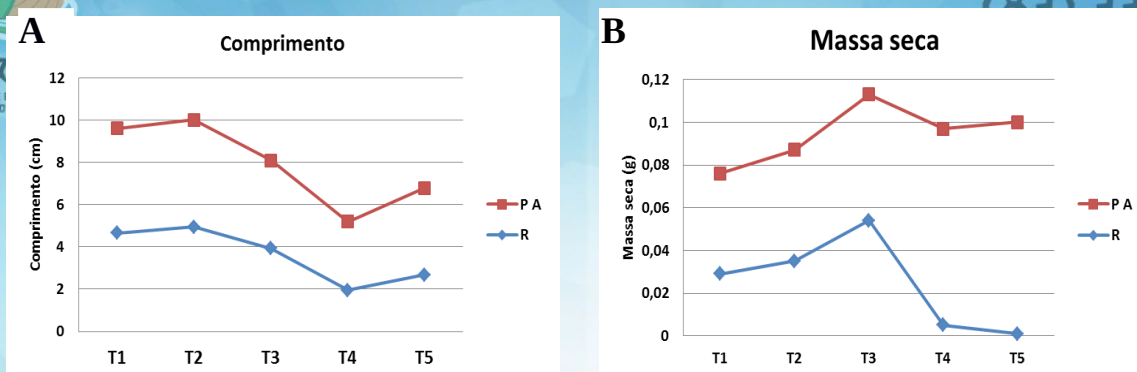 A
Comprimento
Comprimento (cm)
12
10
8
6
4
2
0
T1 T2 T3 T4 T5
P A
R
B
Massa seca
Massa seca (g)
0,12
0,1
0,08
0,06
0,04
0,02
0
T1 T2 T3 T4 T5
P A
R